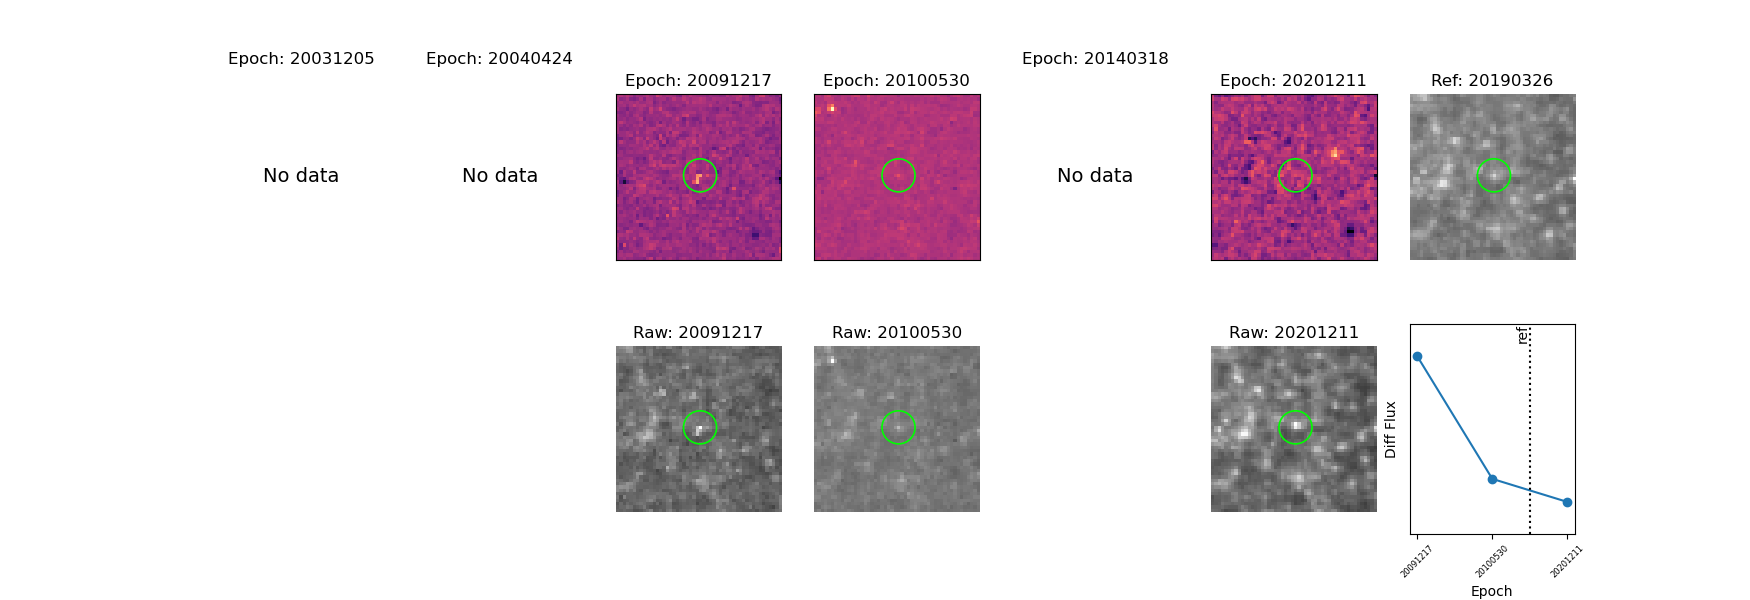 Epoch: 20031205
Epoch: 20040424
Epoch: 20091217
Epoch: 20100530
Epoch: 20140318
Epoch: 20201211
Ref: 20190326
No data
No data
No data
Raw: 20091217
Raw: 20100530
Raw: 20201211
ref
Diff Flux
20091217
20100530
20201211
Epoch